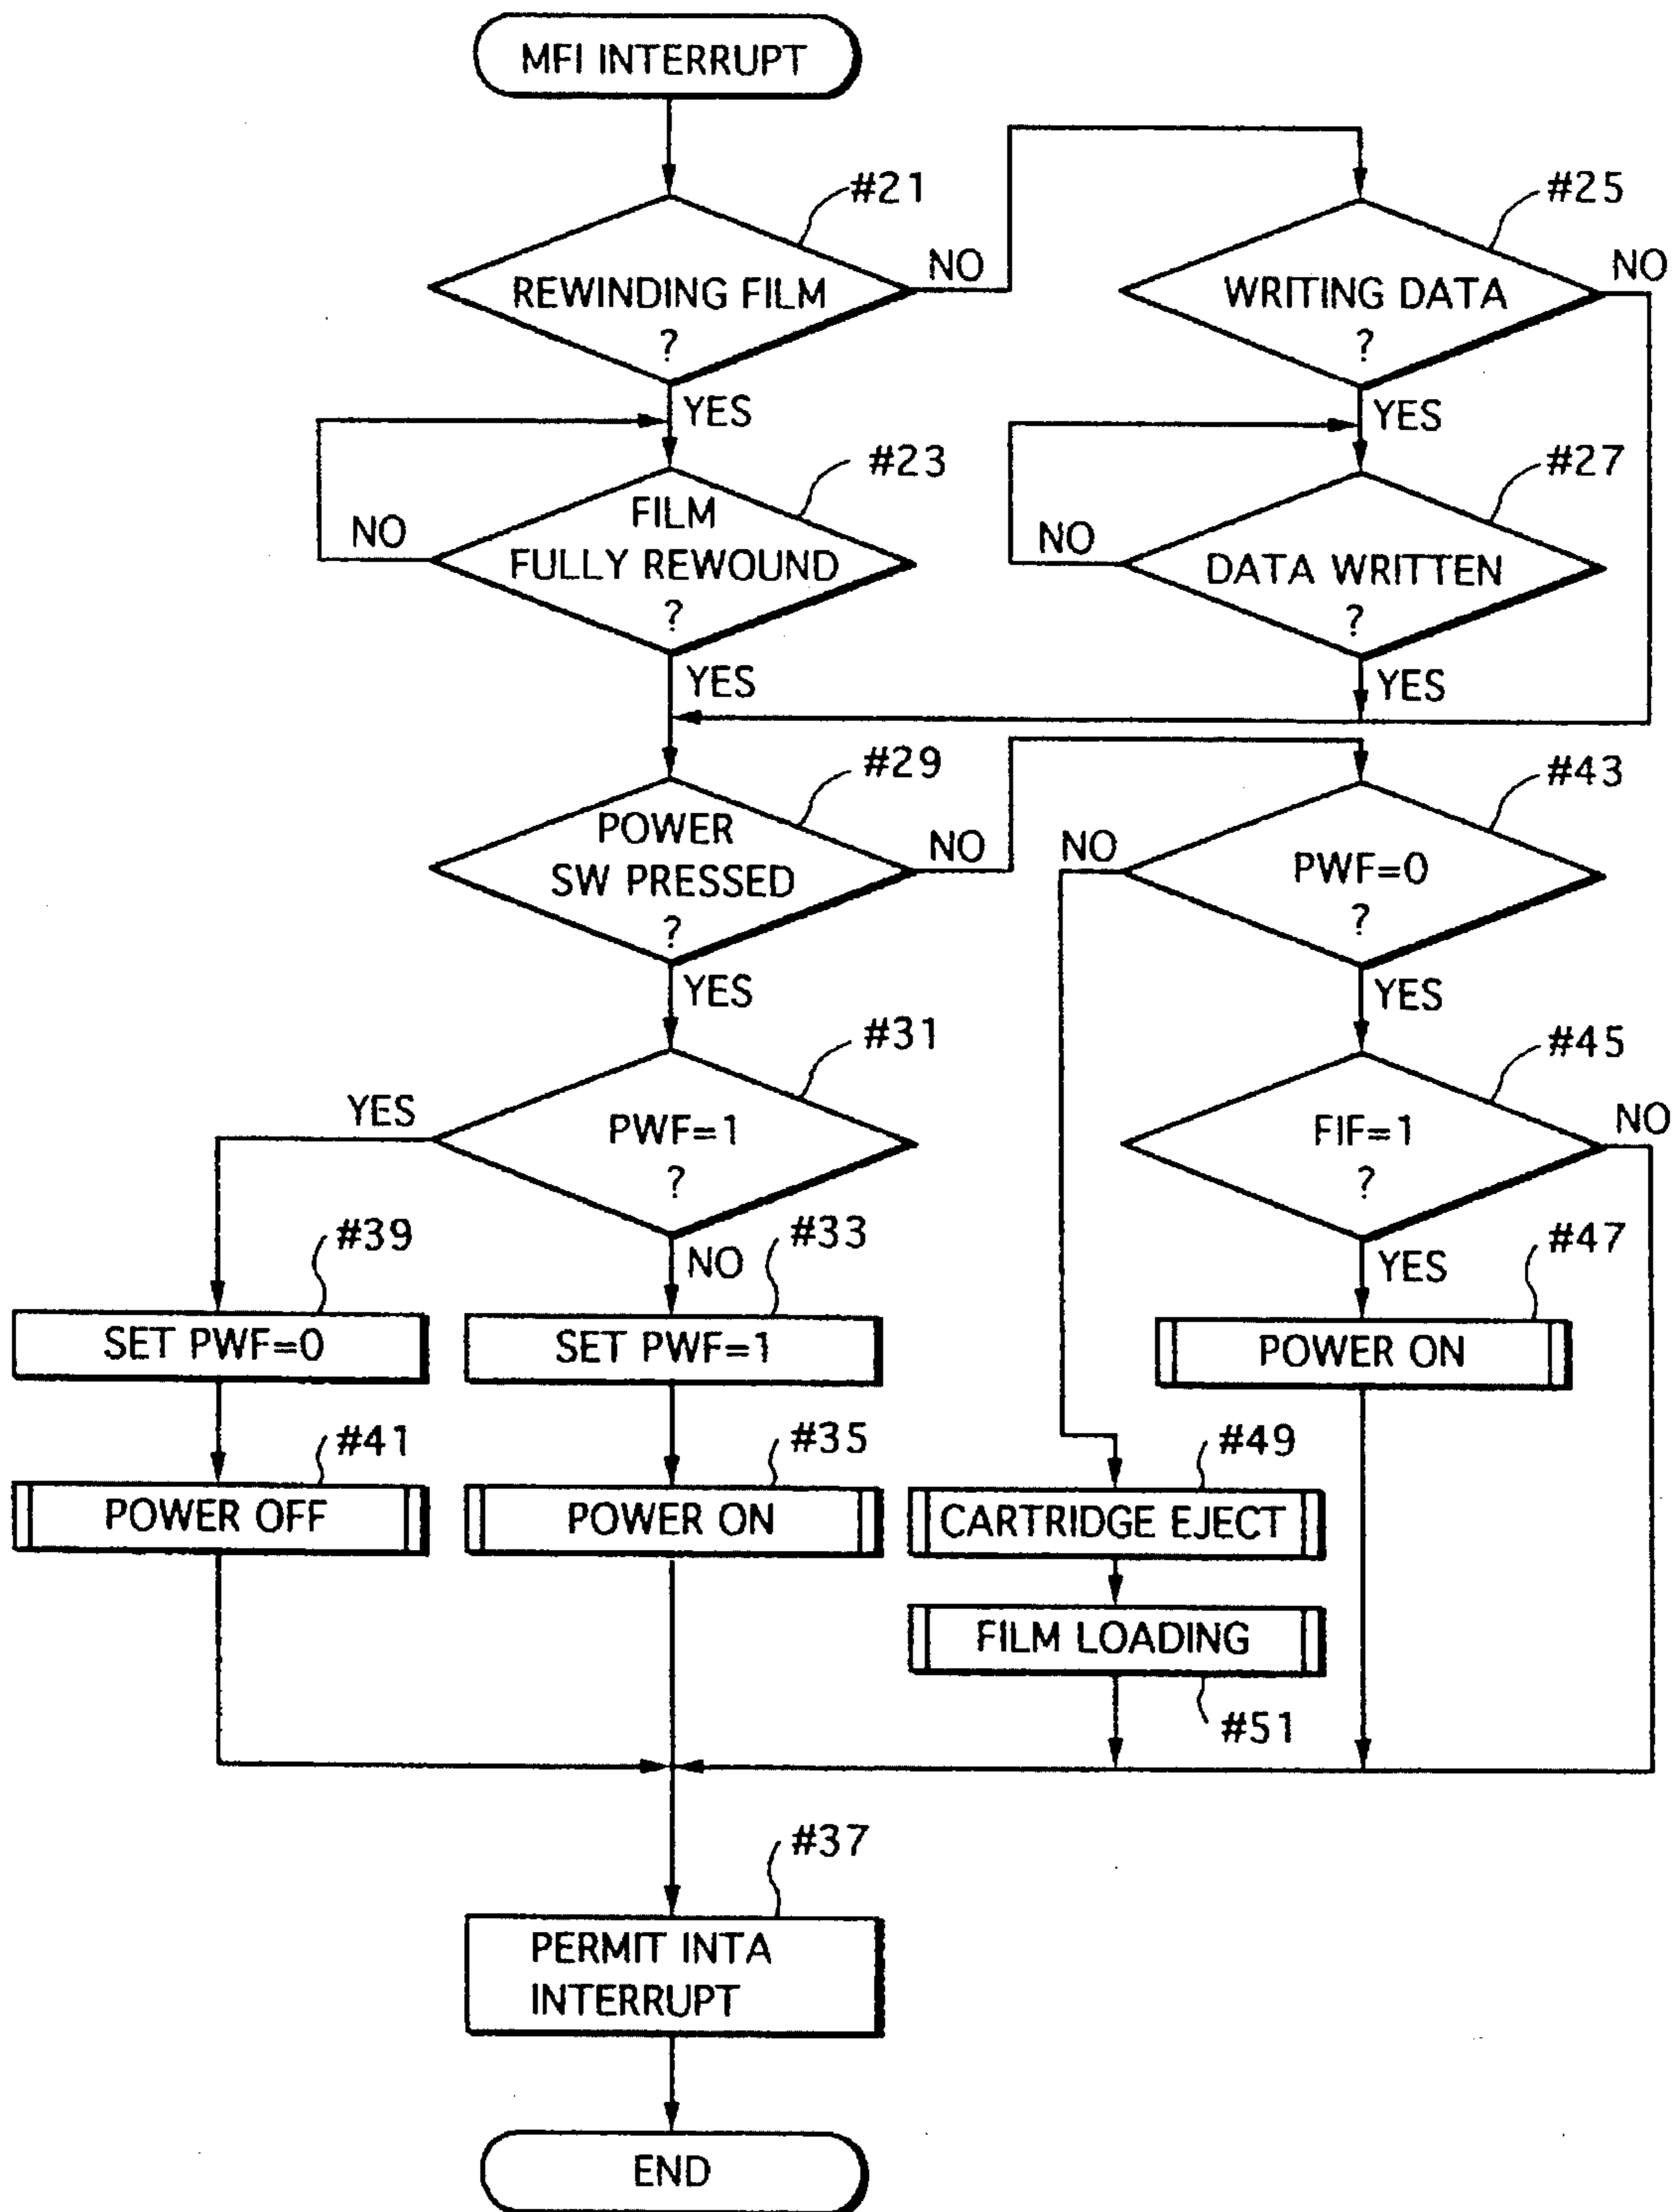 MFI INTERRUPT
#21
REWINDING FILM
?
NO
YES
#25
WRITING DATA
?
NO
YES
#23
FILM
FULLY REWOUND
?
NO
YES
#27
DATA WRITTEN
?
NO
YES
#29
POWER
SW PRESSED
?
NO
YES
#43
PWF=0
?
NO
YES
#31
PWF=1
?
YES
NO
#45
FIF=1
?
NO
YES
#39
SET PWF=0
#33
SET PWF=1
#47
POWER ON
#41
POWER OFF
#35
POWER ON
#49
CARTRIDGE EJECT
FILM LOADING
#51
#37
PERMIT INTA
INTERRUPT
END